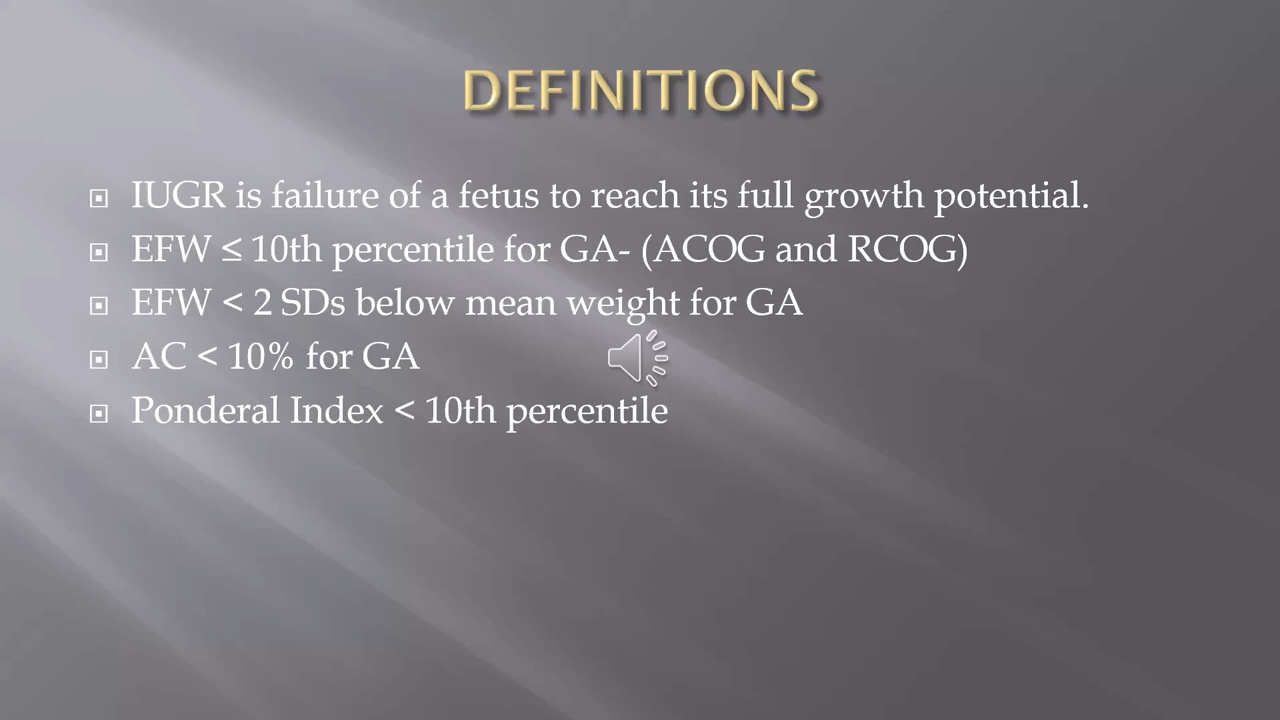 DEFINITIONS
IUGR is failure of a fetus to reach its full growth potential.
EFW ≤ 10th percentile for GA- (ACOG and RCOG)
EFW < 2 SDs below mean weight for GA
AC < 10% for GA
Ponderal Index < 10th percentile